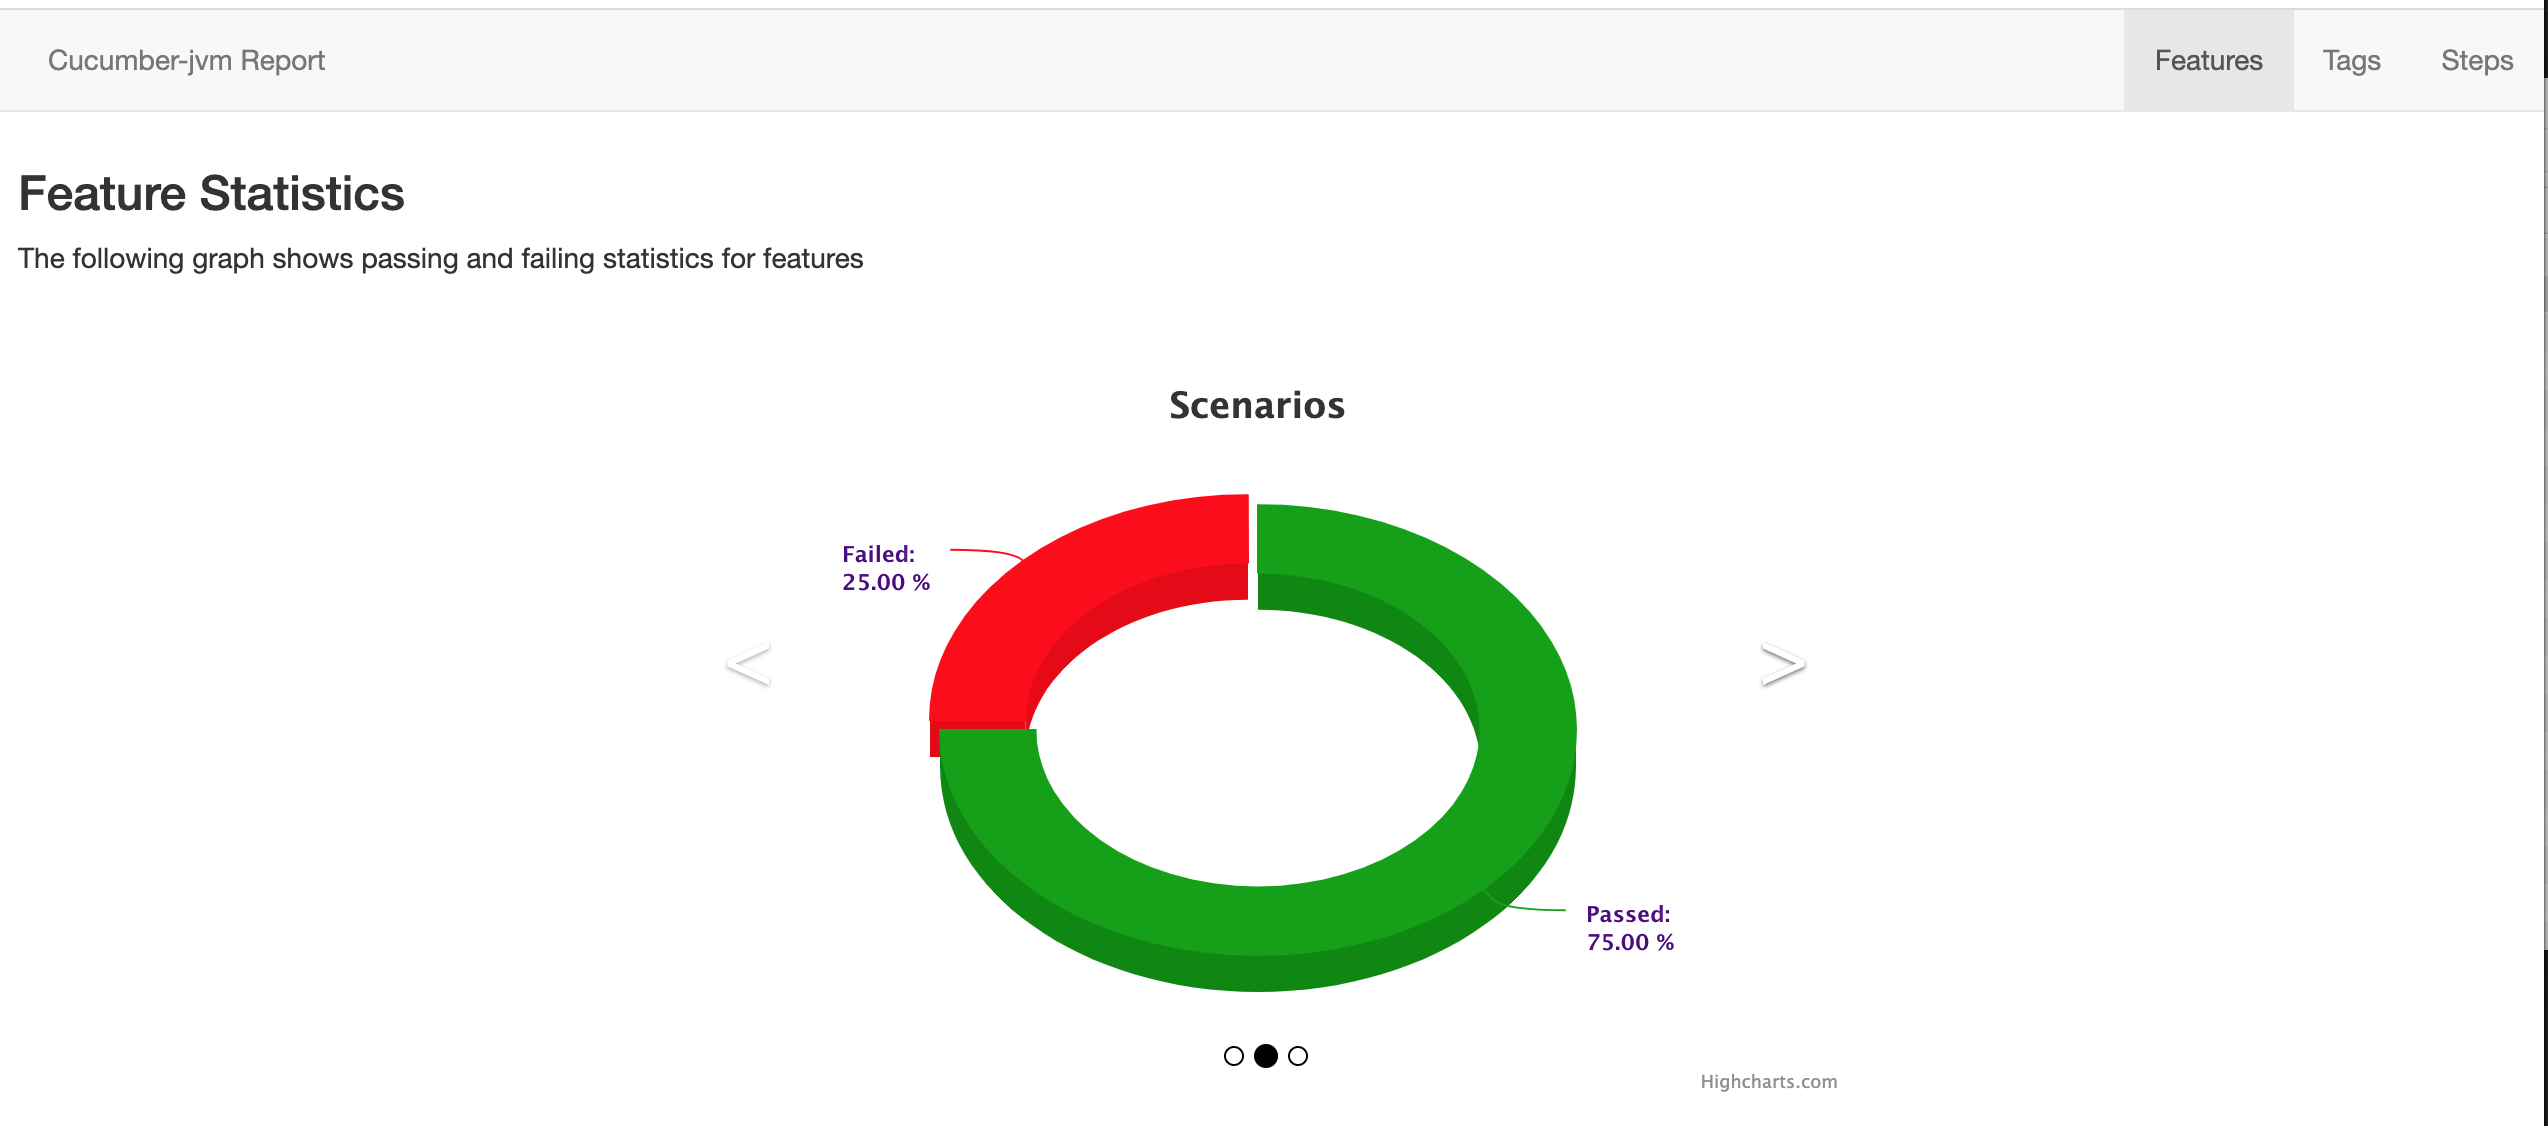 Cucumber-jvm Report
Features
Tags
Steps
Feature Statistics
The following graph shows passing and failing statistics for features
Scenarios
Failed:
25.00 %
<
>
Passed:
75.00 %
Highcharts.com